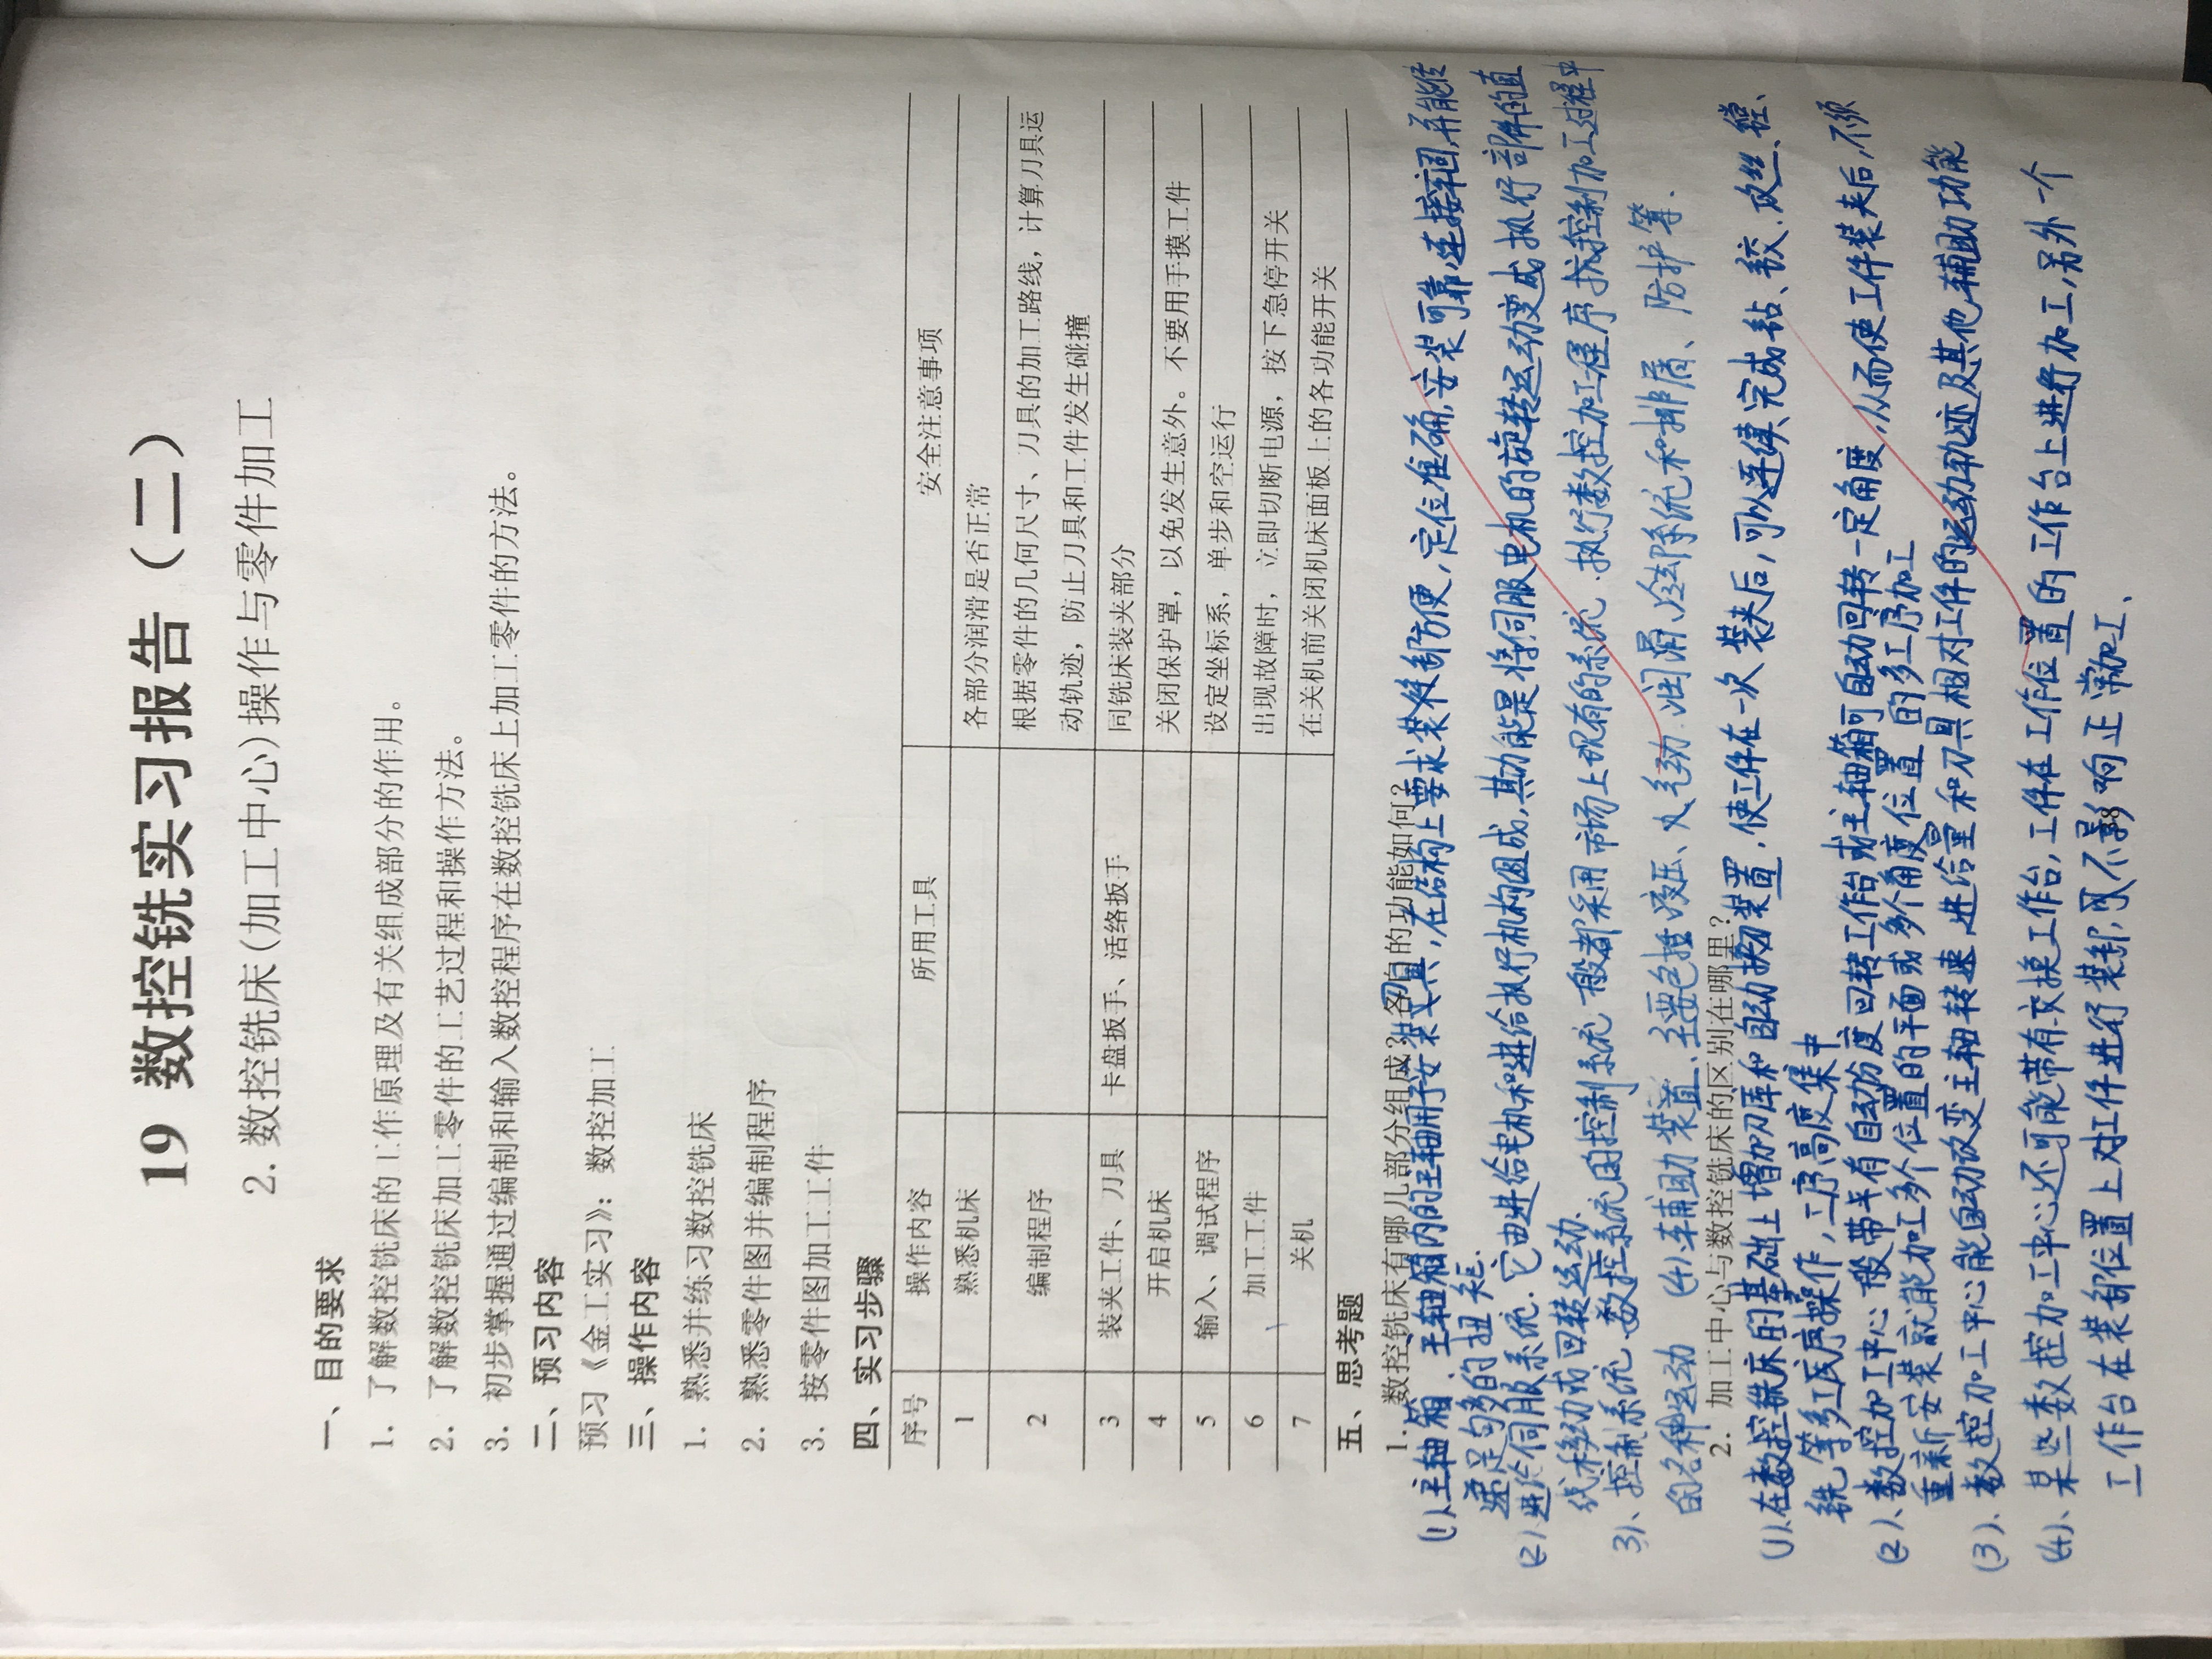 19 数控铣实习报告（二）
2.数控铣床(加工中心)操作与零件加工
一、目的要求
1. 了解数控铣床的工作原理及有关组成部分的作用。
2. 了解数控铣床加工零件的工艺过程和操作方法。
3. 初步掌握通过编制和输入数控程序在数控铣床上加工零件的方法。
二、预习内容
预习《金工实习》：数控加工
三、操作内容
1. 熟悉并练习数控铣床
2. 熟悉零件图并编制程序
3. 按零件图加工工件
四、实习步骤
序号 操作内容 所用工具 安全注意事项
1 熟悉机床 各部分润滑是否正常
2 编制程序 根据零件的几何尺寸、刀具的加工路线，计算刀具运
动轨迹，防止刀具和工件发生碰撞
3 装夹工件、刀具 卡盘扳手、活络扳手 同铣床装夹部分
4 开启机床 关闭保护罩，以免发生意外。不要用手摸工件
5 输入、调试程序 设定坐标系，单步和空运行
6 加工工件 出现故障时，立即切断电源，按下急停开关
7 关机 在关机前关闭机床面板上的各功能开关
五、思考题
1. 数控铣床有哪几部分组成？各自的功能如何？
(1)、主轴箱、主轴箱内的主轴用于安装刀具，在结构上要求装卸方便，定位准确，安装可靠，连接牢固，并能传
递足够多的扭矩.
(2)、进给伺服系统.它由进给电机和进给执行机构组成，其功能是将伺服电机的旋转运动变成执行部件的直
线移动或回转运动.
3)、控制系统、数控系统的控制系统一般都采用市场上现有的系统.执行数控加工程序 控制加工过程中
的各种运动 (4)、辅助装置、主要包括液压、气动、润滑、冷却系统和排屑、防护等.
2. 加工中心与数控铣床的区别在哪里？
(1)、在数控铣床的基础上增加刀库和自动换刀装置，使工件在一次装夹后，可以连续完成钻、铰、攻丝、镗、
铣等多工序操作，工序高度集中
(2)、数控加工中心一般带有自动分度回转工作台或主轴箱可自动回转一定角度，从而使工件装夹后，不须
重新安装就能加工多个位置的平面或多个角度位置的多工序加工
(3)、数控加工中心能自动改变主轴转速、进给量和刀具相对工件的运动轨迹及其他辅助功能
(4)、某些数控加工中心还可能带有交换工作台，工件在工作位置的工作台上进行加工，另外一个
工作台在装卸位置上对工件进行装卸，不影响正常加工、